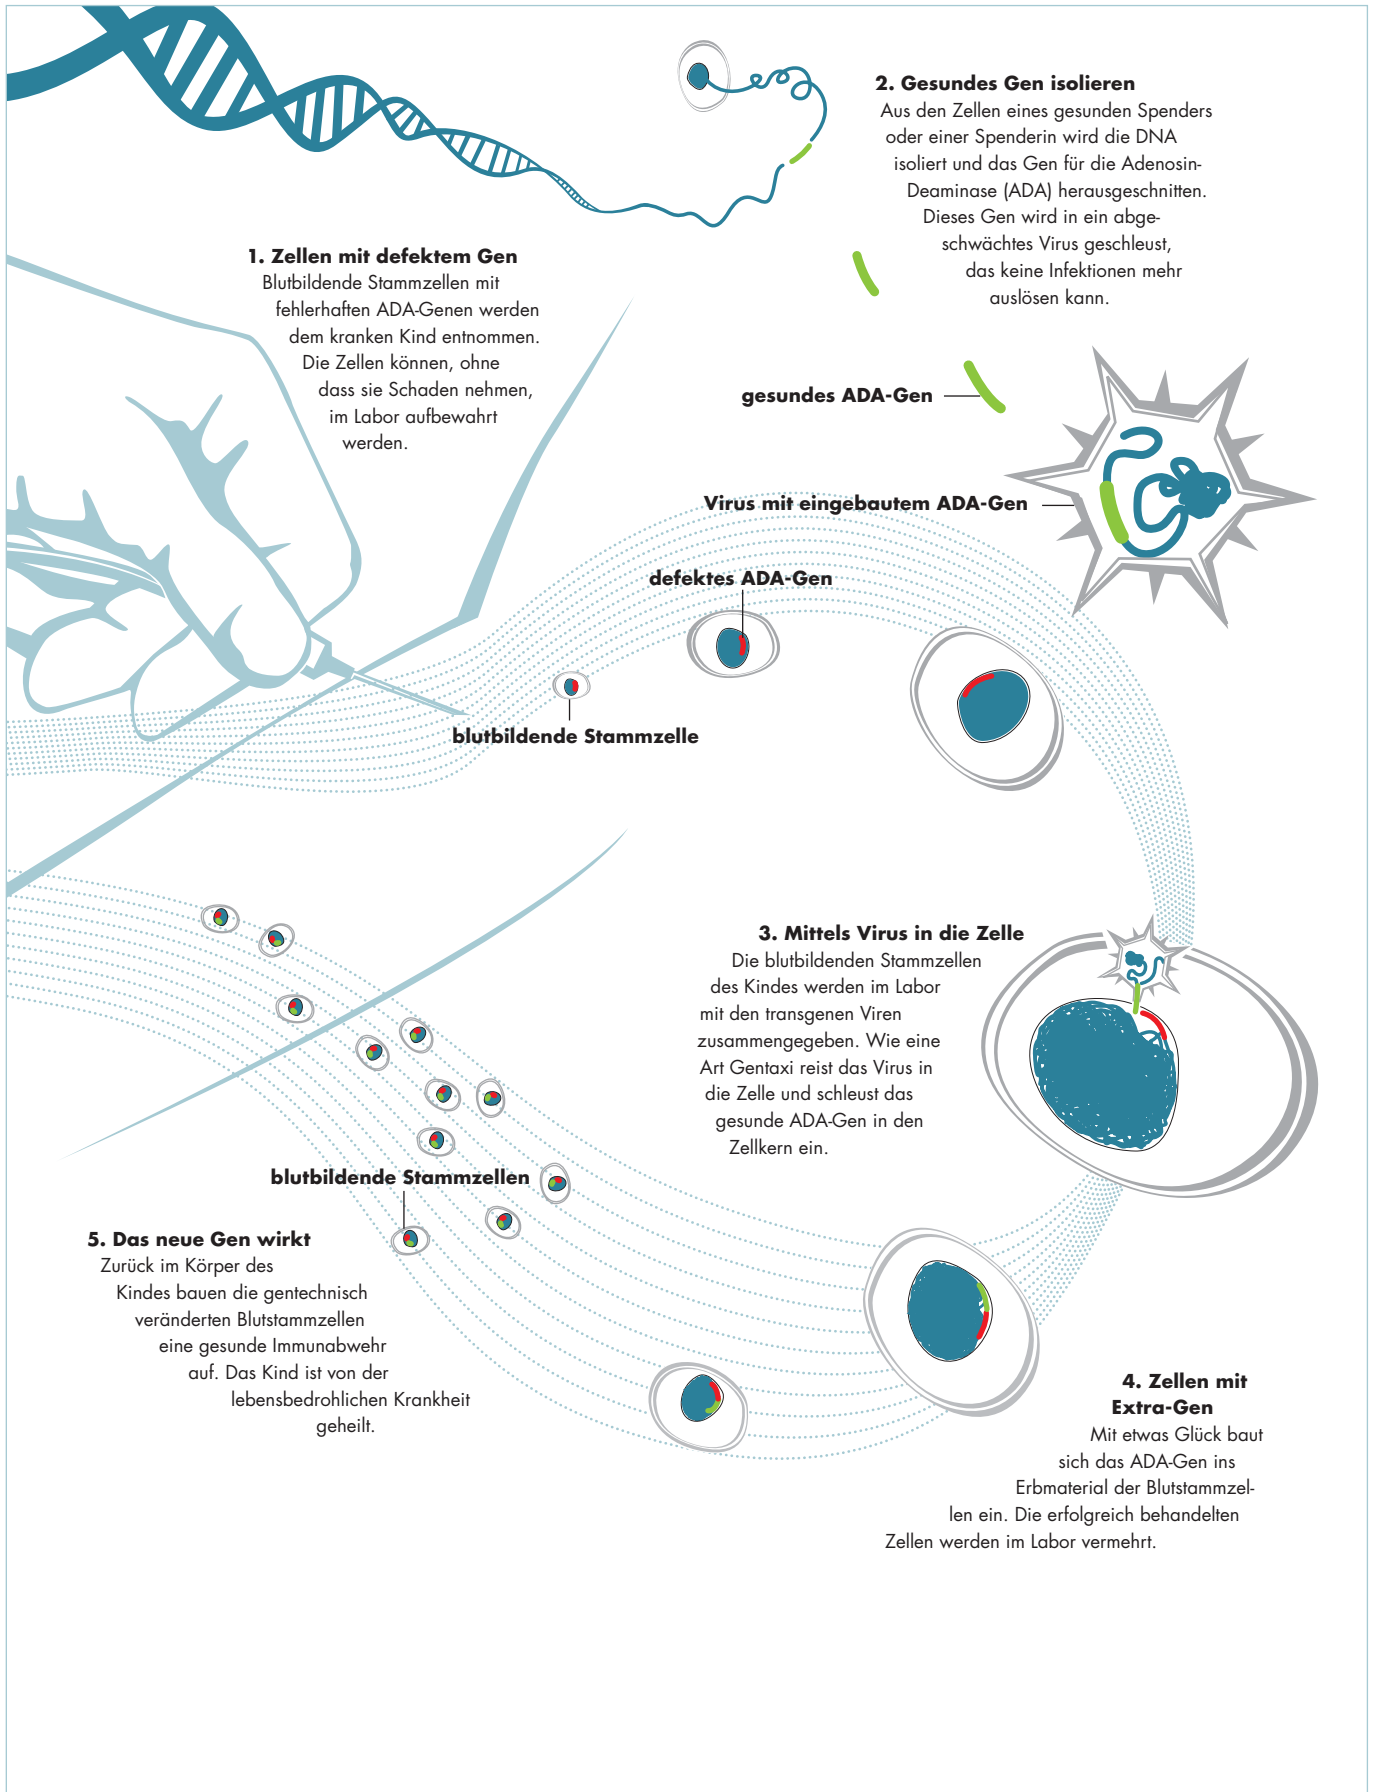 2. Gesundes Gen isolieren
Aus den Zellen eines gesunden Spenders
oder einer Spenderin wird die DNA
isoliert und das Gen für die Adenosin-
Deaminase (ADA) herausgeschnitten.
Dieses Gen wird in ein abge-
schwächtes Virus geschleust,
das keine Infektionen mehr
auslösen kann.
1. Zellen mit defektem Gen
Blutbildende Stammzellen mit
fehlerhaften ADA-Genen werden
dem kranken Kind entnommen.
Die Zellen können, ohne
dass sie Schaden nehmen,
im Labor aufbewahrt
werden.
gesundes ADA-Gen
Virus mit eingebautem ADA-Gen
defektes ADA-Gen
blutbildende Stammzelle
3. Mittels Virus in die Zelle
Die blutbildenden Stammzellen
des Kindes werden im Labor
mit den transgenen Viren
zusammengegeben. Wie eine
Art Gentaxi reist das Virus in
die Zelle und schleust das
gesunde ADA-Gen in den
Zellkern ein.
blutbildende Stammzellen
5. Das neue Gen wirkt
Zurück im Körper des
Kindes bauen die gentechnisch
veränderten Blutstammzellen
eine gesunde Immunabwehr
auf. Das Kind ist von der
lebensbedrohlichen Krankheit
geheilt.
4. Zellen mit
Extra-Gen
Mit etwas Glück baut
sich das ADA-Gen ins
Erbmaterial der Blutstammzel-
len ein. Die erfolgreich behandelten
Zellen werden im Labor vermehrt.